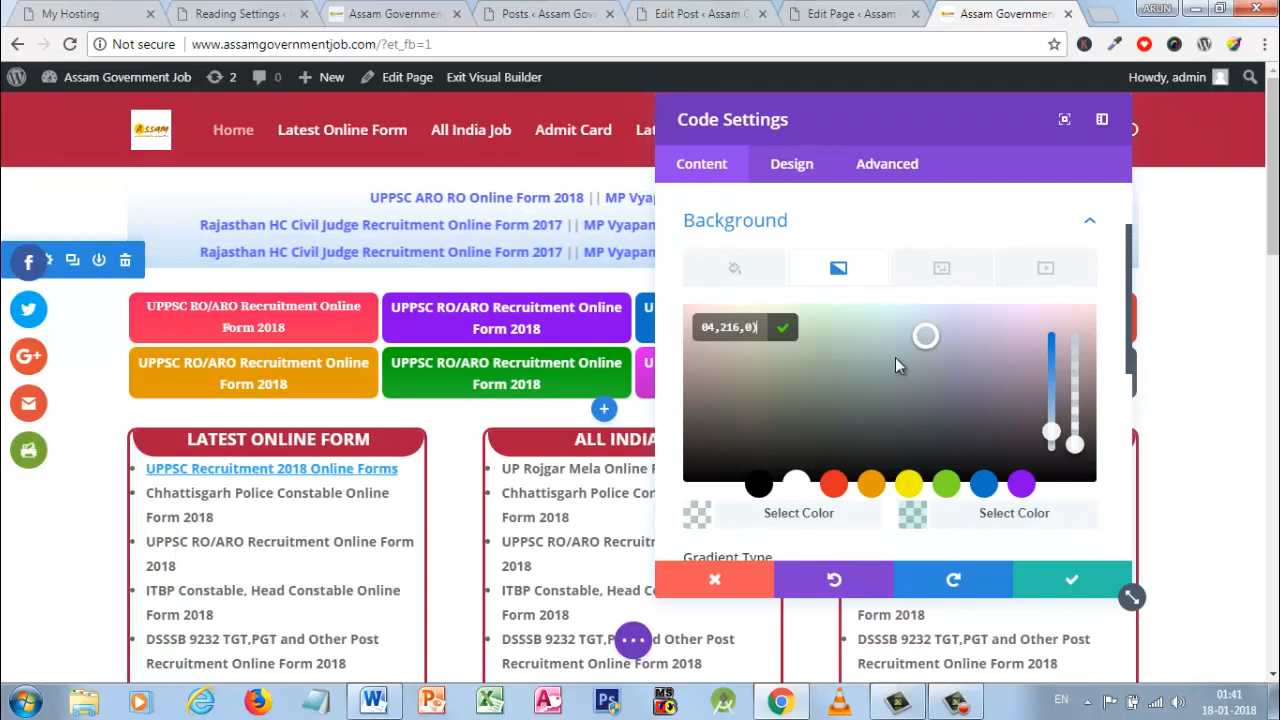 My Hosting
Reading Settings ‹
Assam Government
Posts ‹ Assam Gove
Edit Post ‹ Assam G
Edit Page ‹ Assam
Assam Governmen
ARUN
Not secure | www.assamgovernmentjob.com/?et_fb=1
Assam Government Job 2 0 New Edit Page Exit Visual Builder Howdy, admin
ASSAM
Home Latest Online Form All India Job Admit Card Lat
Code Settings
Content Design Advanced
UPPSC ARO RO Online Form 2018 || MP Vya
Rajasthan HC Civil Judge Recruitment Online Form 2017 || MP Vyapan
Rajasthan HC Civil Judge Recruitment Online Form 2017 || MP Vyapan
Background
04,216,0)
Select Color
Select Color
Gradient Type
UPPSC RO/ARO Recruitment Online
Form 2018
UPPSC RO/ARO Recruitment Online
Form 2018
UPPSC RO/ARO Recruitment Online
Form 2018
UPPSC RO/ARO Recruitment Online
Form 2018
LATEST ONLINE FORM
UPPSC Recruitment 2018 Online Forms
Chhattisgarh Police Constable Online
Form 2018
UPPSC RO/ARO Recruitment Online Form
2018
ITBP Constable, Head Constable Online
Form 2018
DSSSB 9232 TGT,PGT and Other Post
Recruitment Online Form 2018
ALL INDIA
UP Rojgar Mela Online F
Chhattisgarh Police Con
Form 2018
UPPSC RO/ARO Recruit
2018
ITBP Constable, Head C
Form 2018
DSSSB 9232 TGT,P d Other Post
Recruitment Online Form 2018
Form 2018
DSSSB 9232 TGT,PGT and Other Post
Recruitment Online Form 2018
EN
01:41
18-01-2018